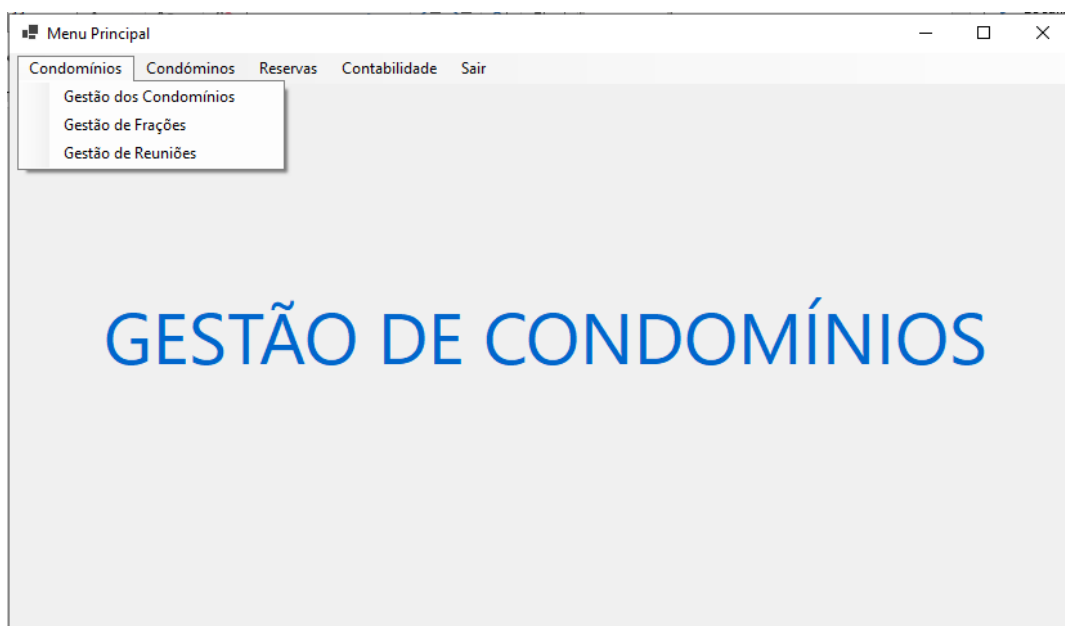 Menu Principal
Condomínios Condóminos Reservas Contabilidade Sair
Gestão dos Condomínios
Gestão de Frações
Gestão de Reuniões
GESTÃO DE CONDOMÍNIOS